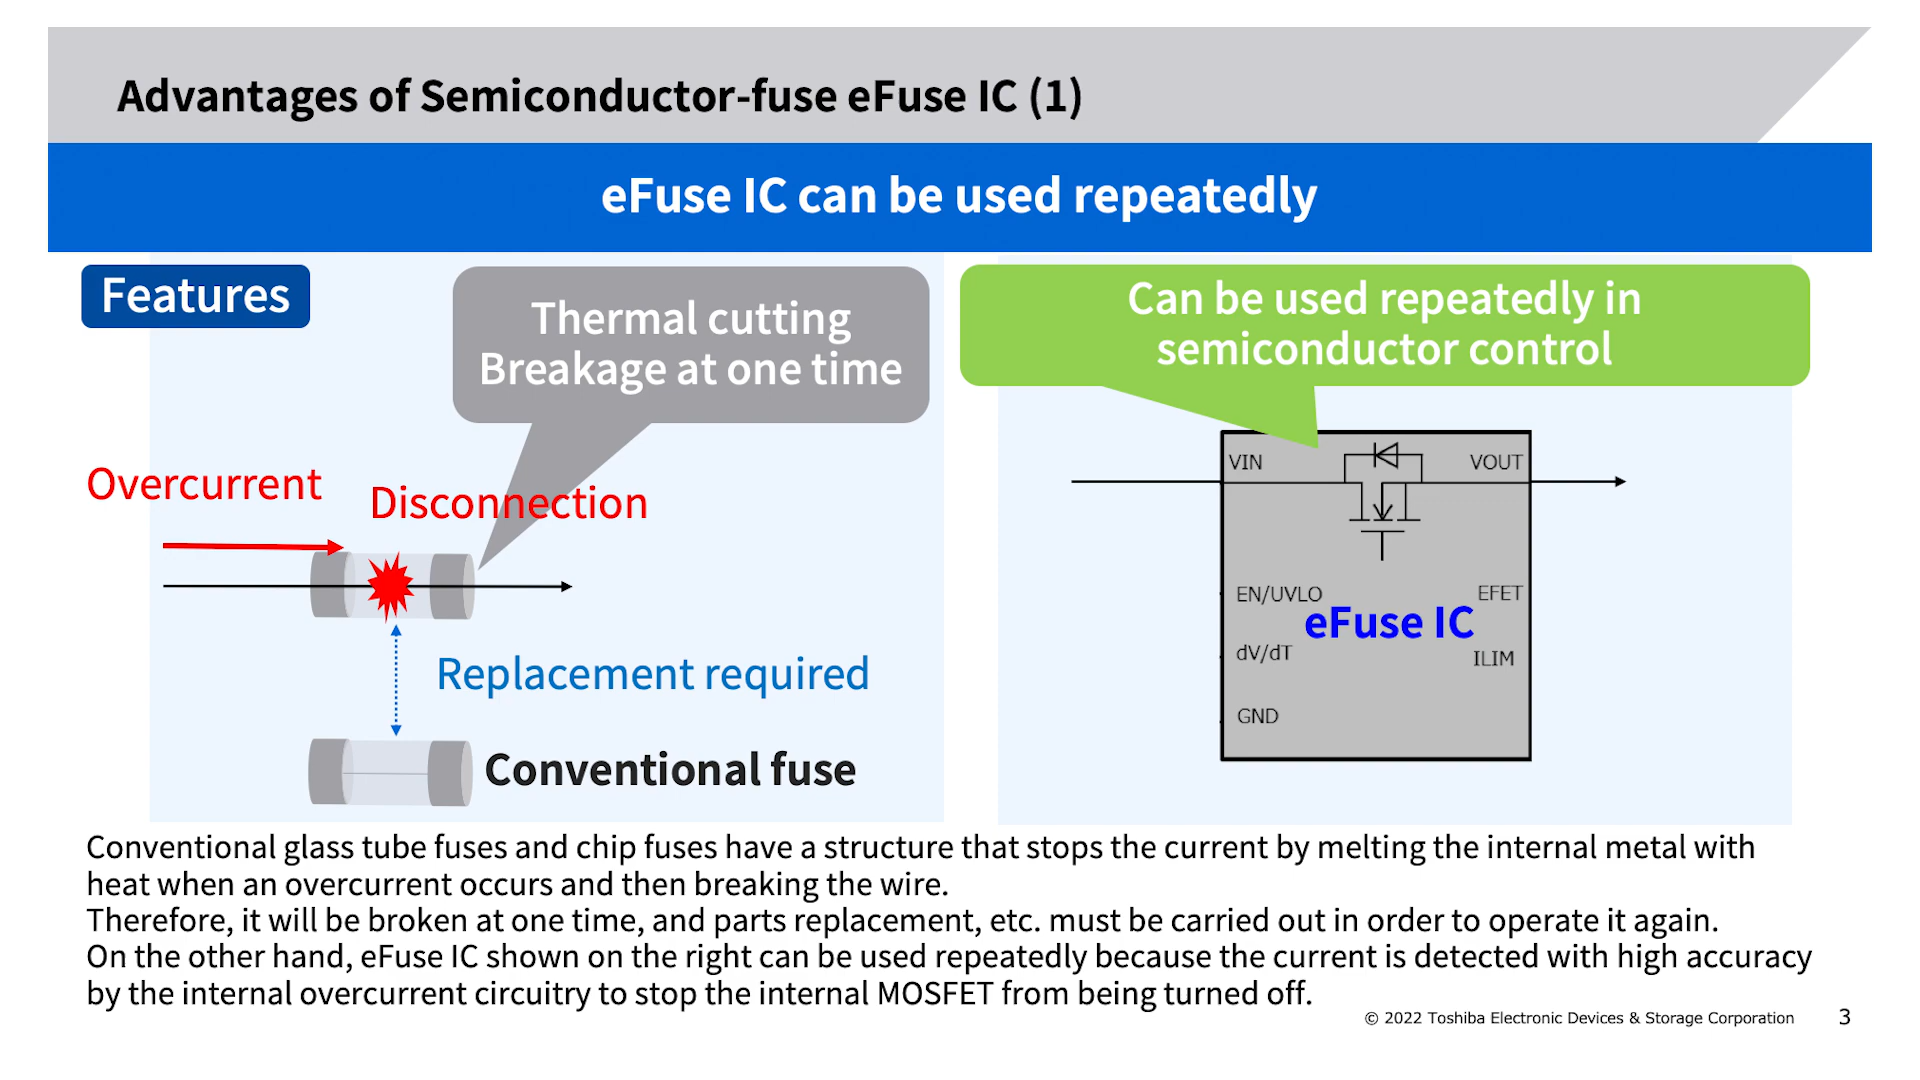 Advantages of Semiconductor-fuse eFuse IC (1)
eFuse IC can be used repeatedly
Features
Thermal cutting
Breakage at one time
Overcurrent
Disconnection
Replacement required
Conventional fuse
Can be used repeatedly in
semiconductor control
VIN
VOUT
EN/UVLO
EFET
eFuse IC
dV/dT
ILIM
GND
Conventional glass tube fuses and chip fuses have a structure that stops the current by melting the internal metal with
heat when an overcurrent occurs and then breaking the wire.
Therefore, it will be broken at one time, and parts replacement, etc. must be carried out in order to operate it again.
On the other hand, eFuse IC shown on the right can be used repeatedly because the current is detected with high accuracy
by the internal overcurrent circuitry to stop the internal MOSFET from being turned off.
© 2022 Toshiba Electronic Devices & Storage Corporation
3